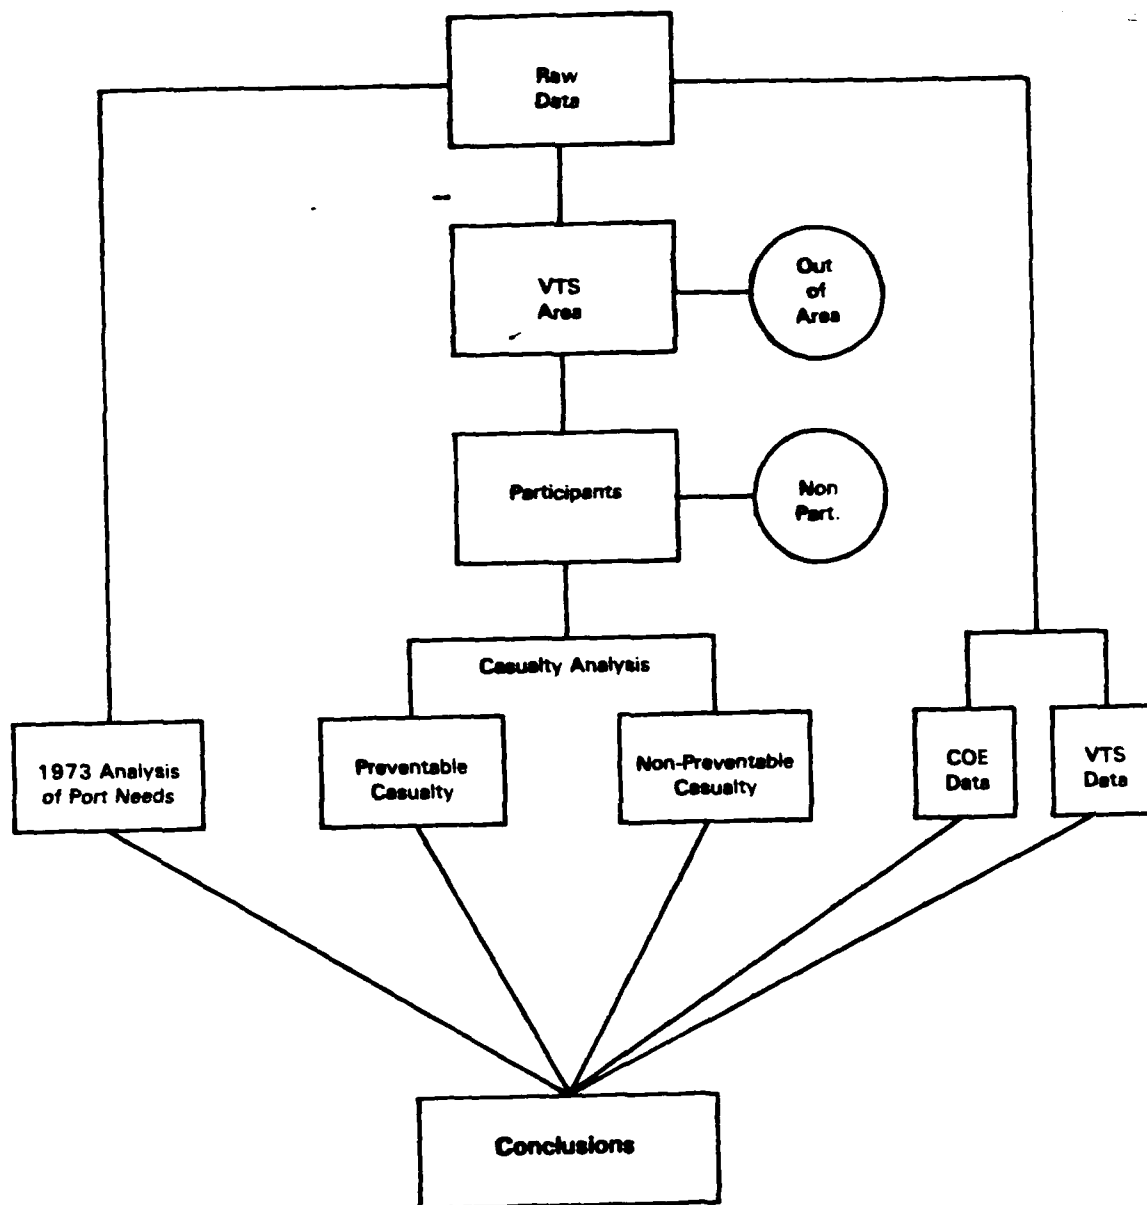 Raw
Data
VTS
Area
Out
of
Area
Participants
Non
Part.
Casualty Analysis
1973 Analysis
of Port Needs
Preventable
Casualty
Non-Preventable
Casualty
COE
Data
VTS
Data
Conclusions